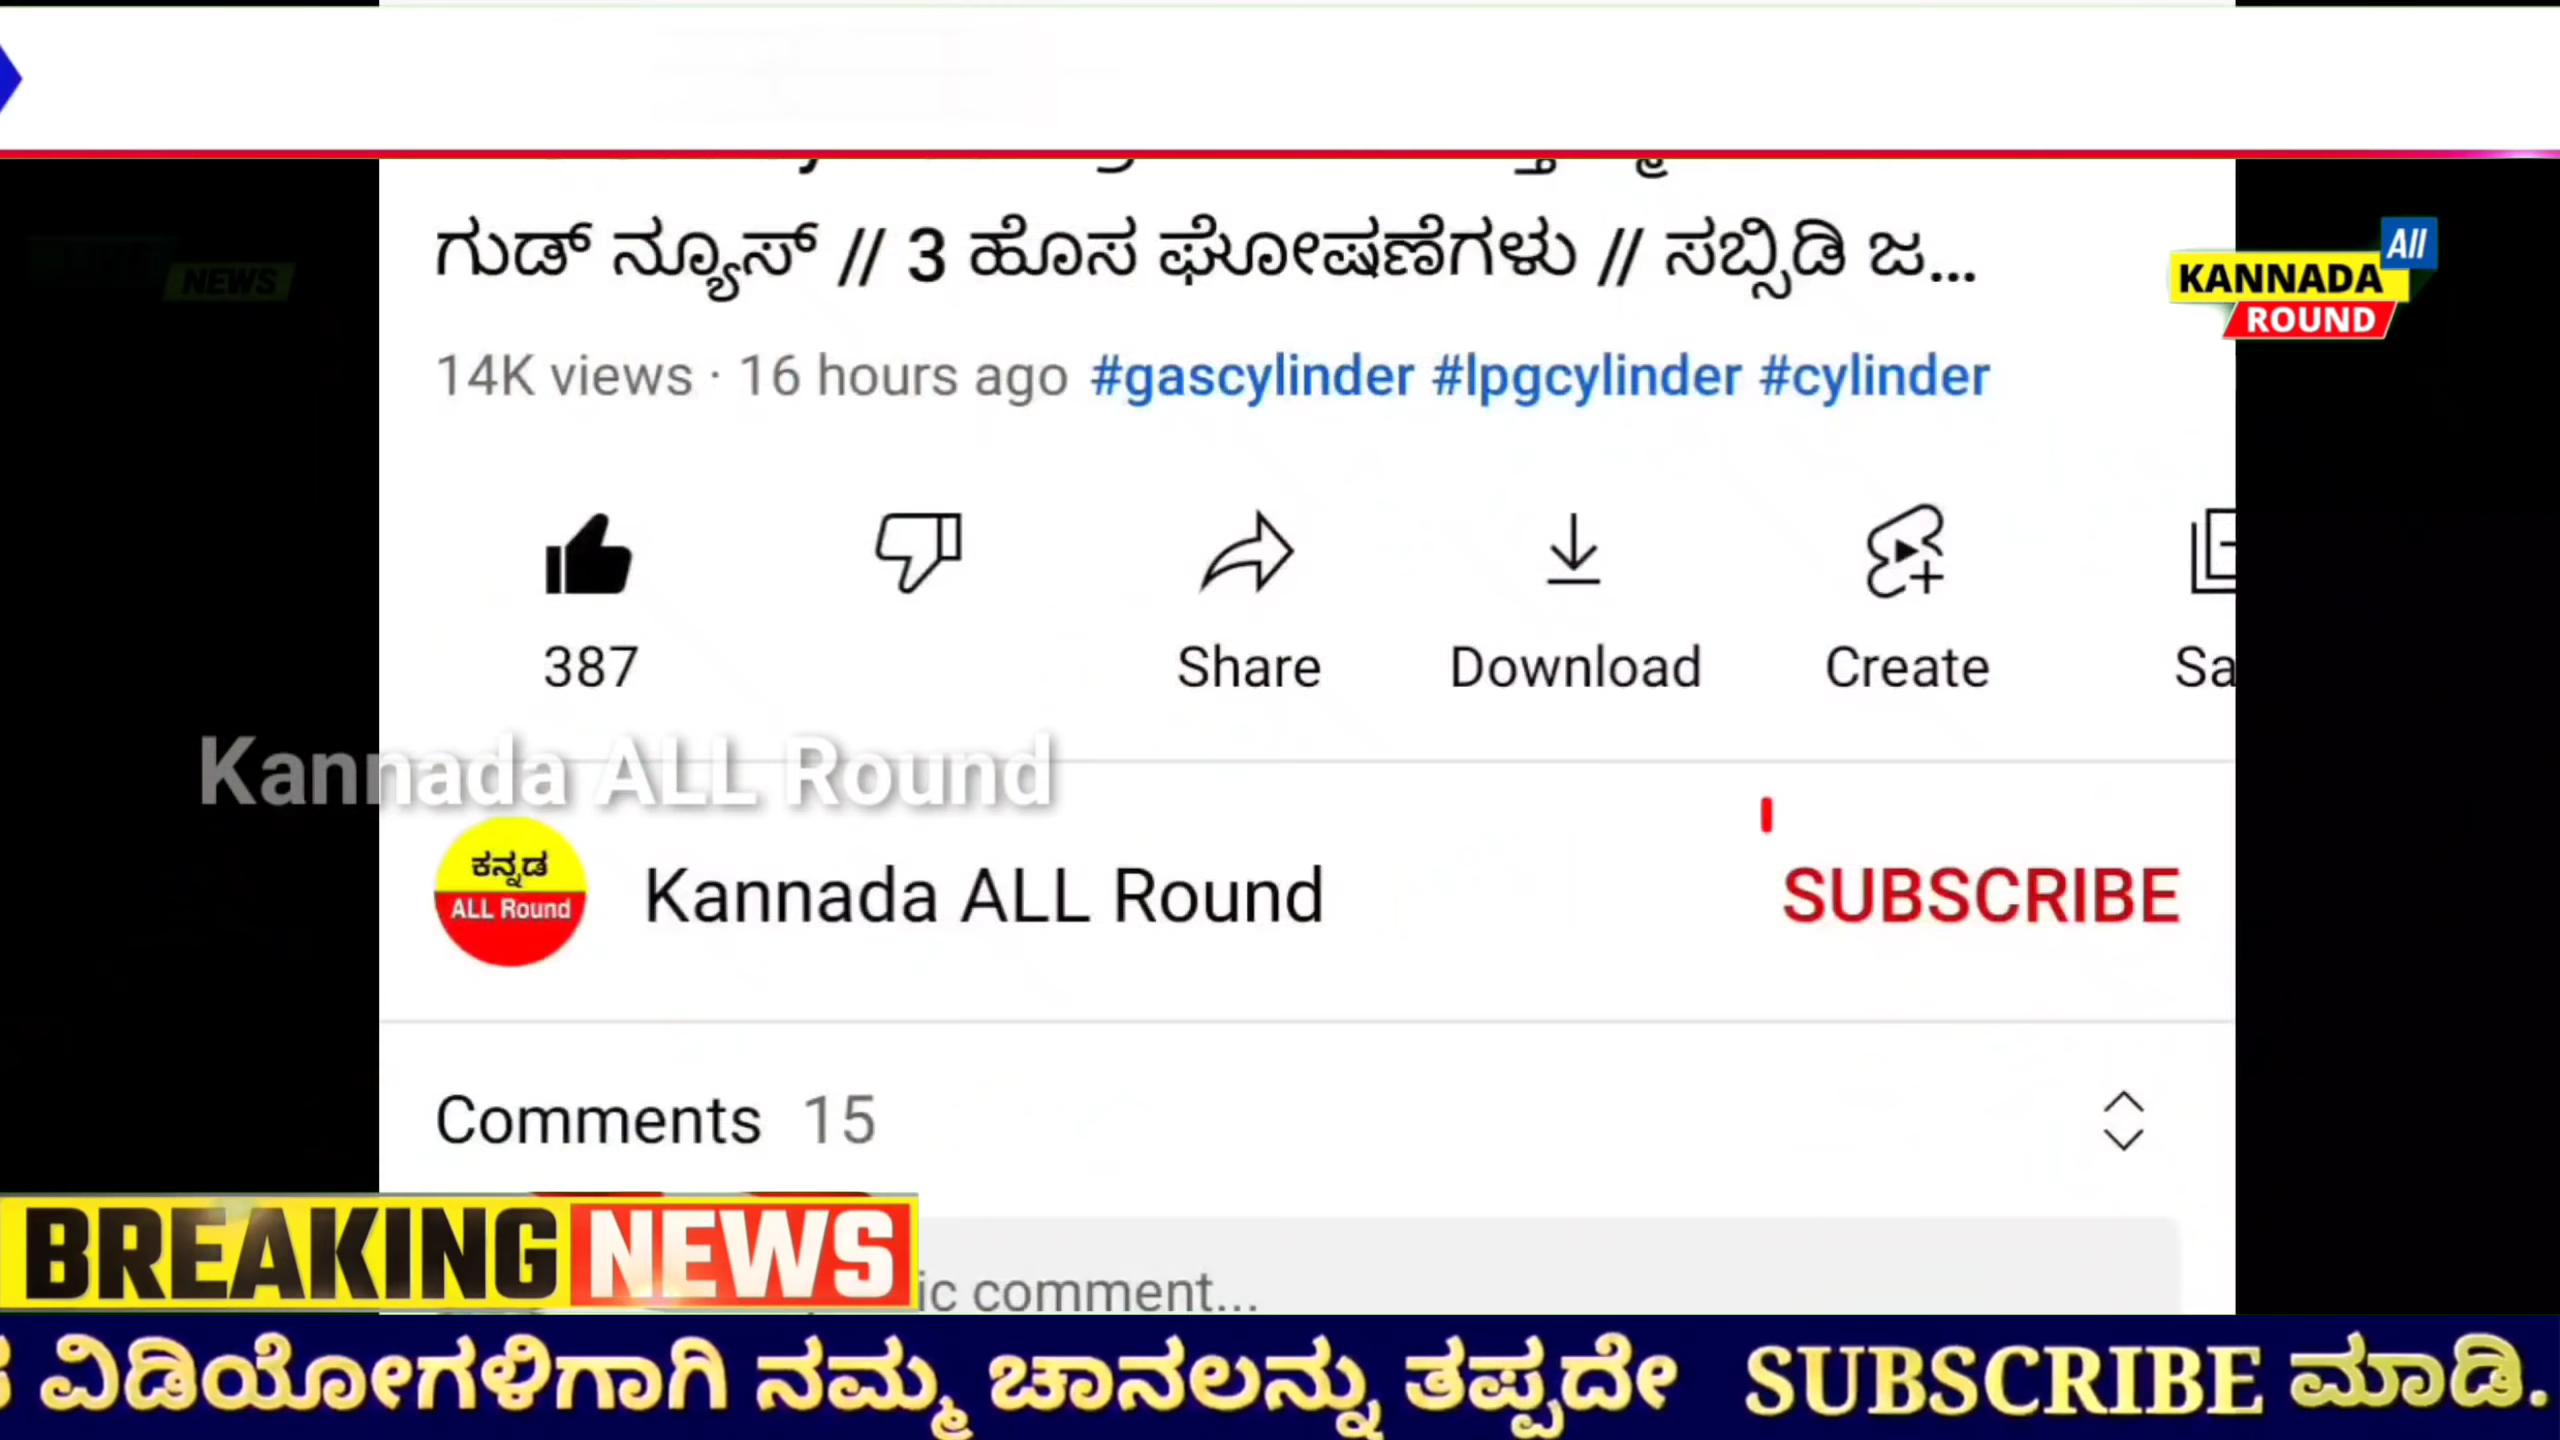 ಗುಡ್ ನ್ಯೂಸ್ // 3 ಹೊಸ ಘೋಷಣೆಗಳು // ಸಬ್ಸಿಡಿ ಜ...
NEWS
All
KANNADA
ROUND
14K views · 16 hours ago #gascylinder #lpgcylinder #cylinder
387
Share
Download
Create
Sa
Kannada ALL Round
ಕನ್ನಡ
ALL Round
Kannada ALL Round
SUBSCRIBE
Comments 15
BREAKING NEWS
ic comment...
ವಿಡಿಯೋಗಳಿಗಾಗಿ ನಮ್ಮ ಚಾನಲನ್ನು ತಪ್ಪದೇ SUBSCRIBE ಮಾಡಿ.